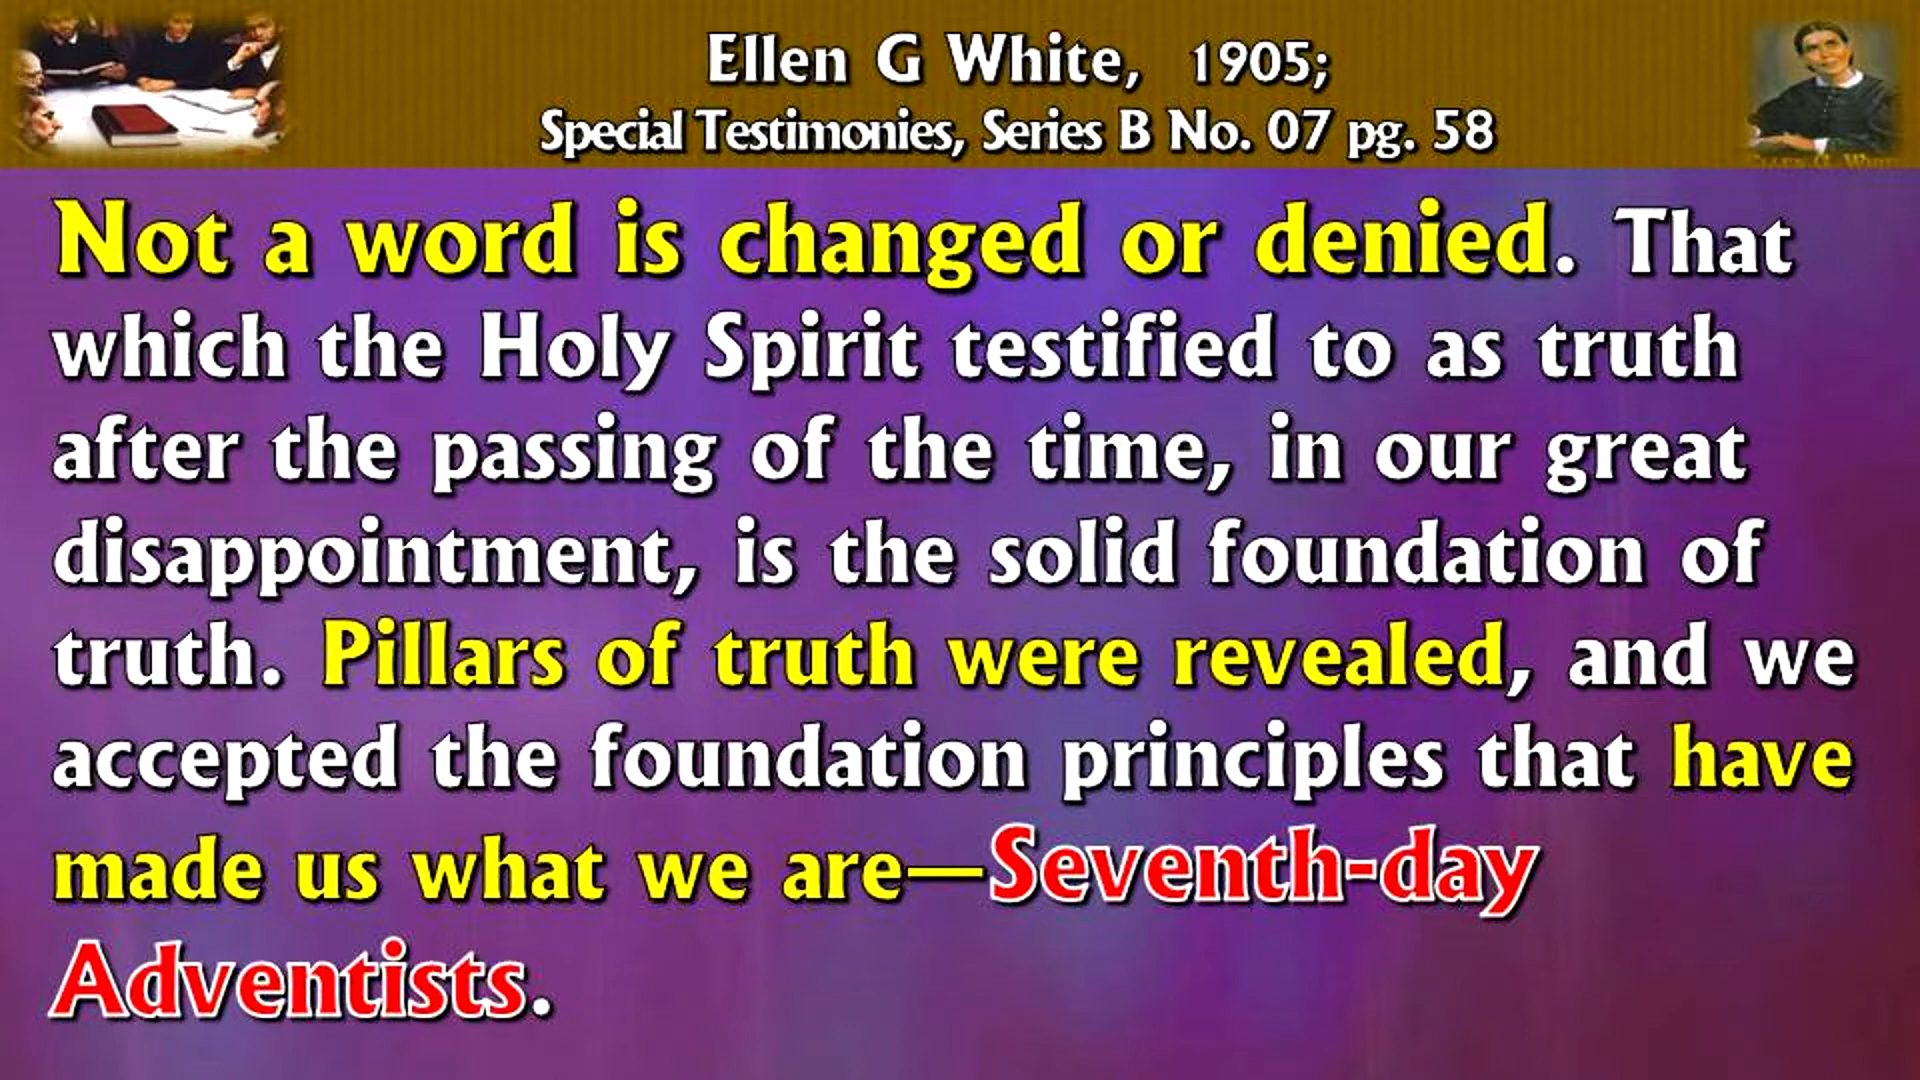 Ellen G White, 1905;
Special Testimonies, Series B No. 07 pg. 58
ELLEN G. WHITE
Not a word is changed or denied. That
which the Holy Spirit testified to as truth
after the passing of the time, in our great
disappointment, is the solid foundation of
truth. Pillars of truth were revealed, and we
accepted the foundation principles that have
made us what we are—Seventh-day
Adventists.